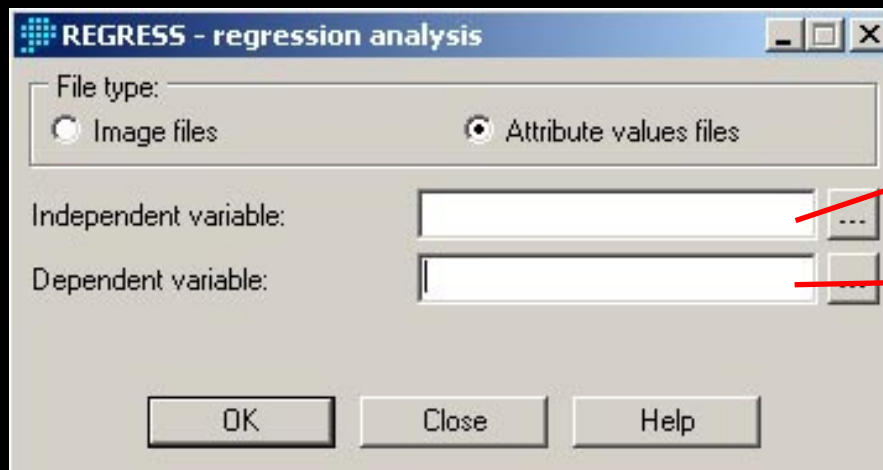 REGRESS - regression analysis
File type:
Image files
Attribute values files
Independent variable:
...
Dependent variable:
...
OK
Close
Help